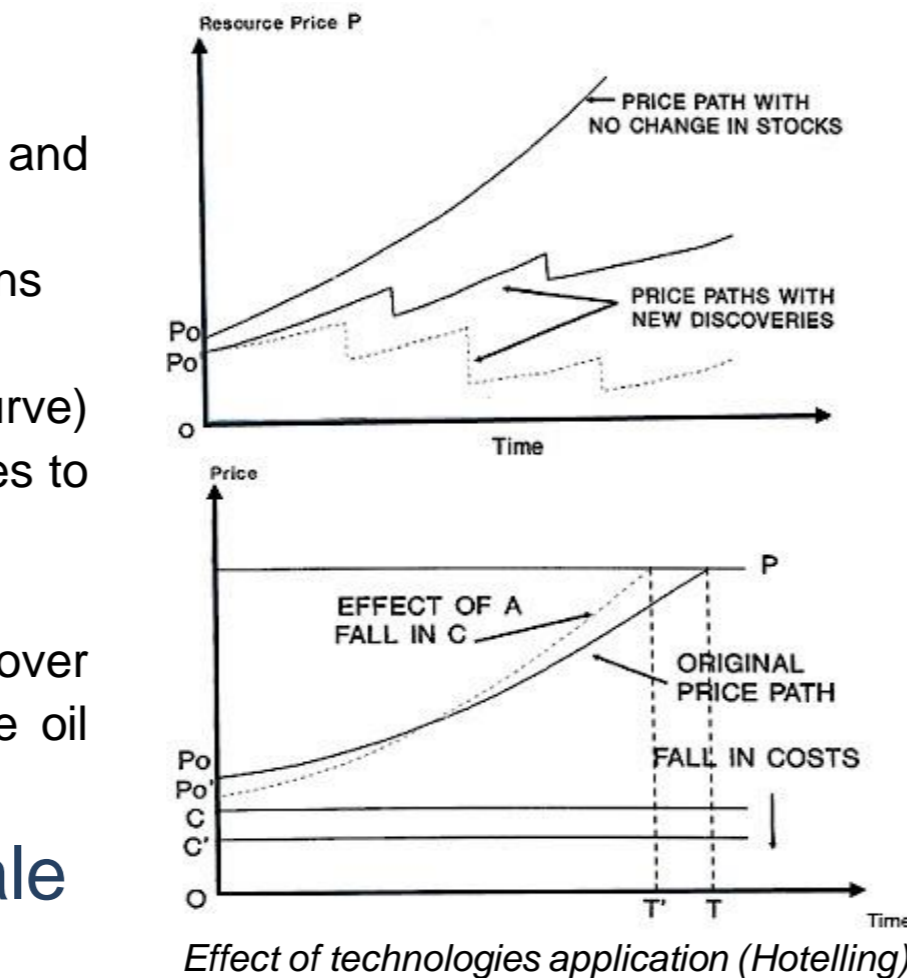 and
ns
urve)
es to
over
e oil
ale
Resource Price P
PRICE PATH WITH
NO CHANGE IN STOCKS
PRICE PATHS WITH
NEW DISCOVERIES
Po
Po'
O
Time
Price
P
EFFECT OF A
FALL IN C
ORIGINAL
PRICE PATH
FALL IN COSTS
Po
Po'
C
C'
O
T' T
Time
Effect of technologies application (Hotelling)